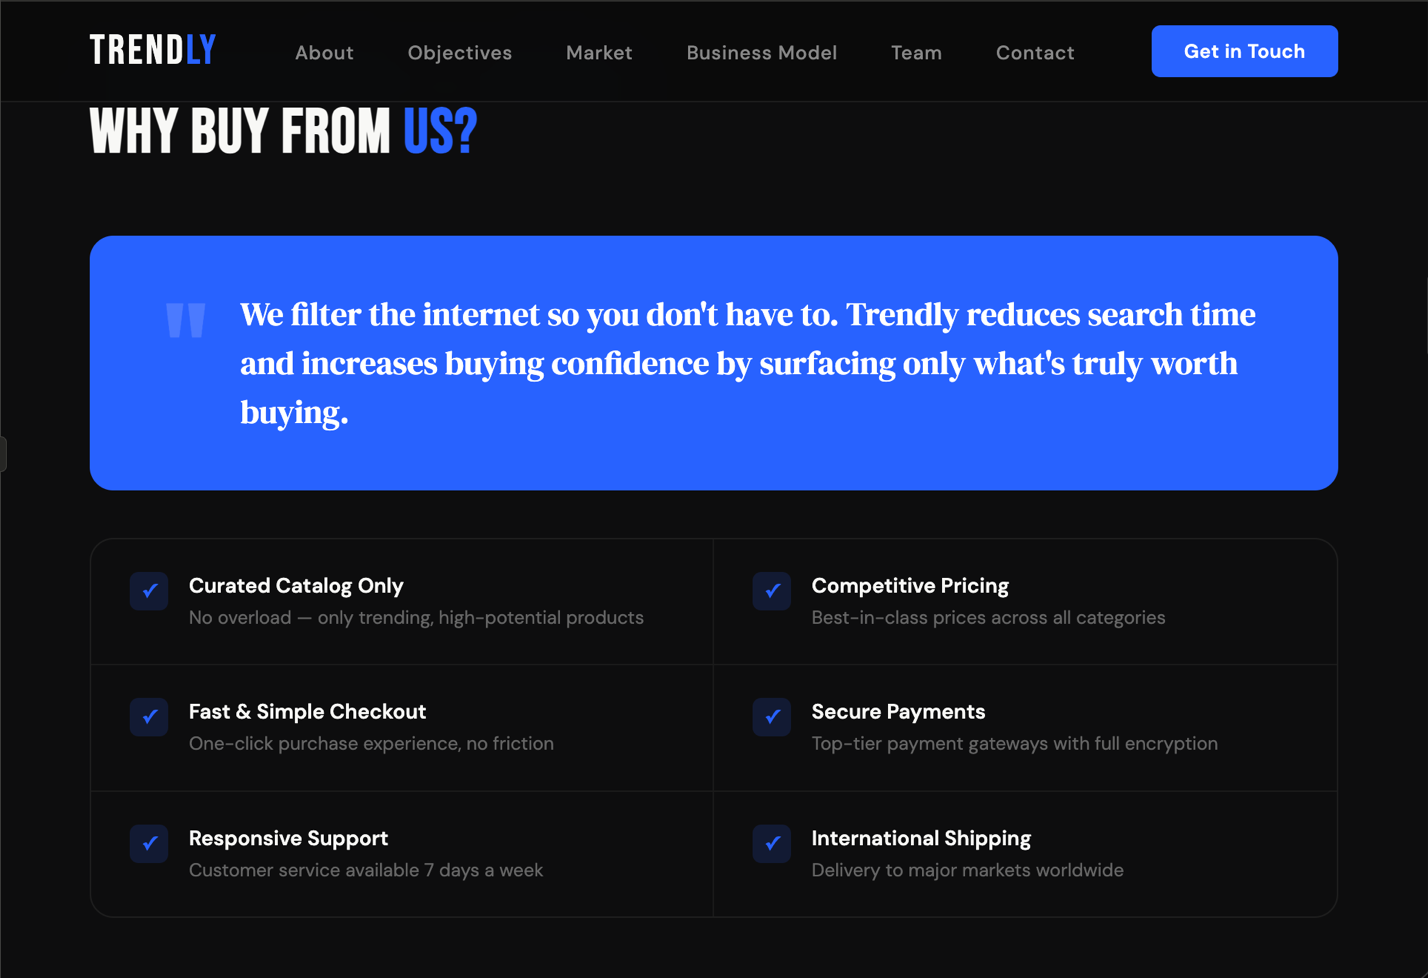 TRENDLY
About
Objectives
Market
Business Model
Team
Contact
Get in Touch
WHY BUY FROM US?
"
We filter the internet so you don't have to. Trendly reduces search time
and increases buying confidence by surfacing only what's truly worth
buying.
✓
Curated Catalog Only
No overload — only trending, high-potential products
✓
Competitive Pricing
Best-in-class prices across all categories
✓
Fast & Simple Checkout
One-click purchase experience, no friction
✓
Secure Payments
Top-tier payment gateways with full encryption
✓
Responsive Support
Customer service available 7 days a week
✓
International Shipping
Delivery to major markets worldwide